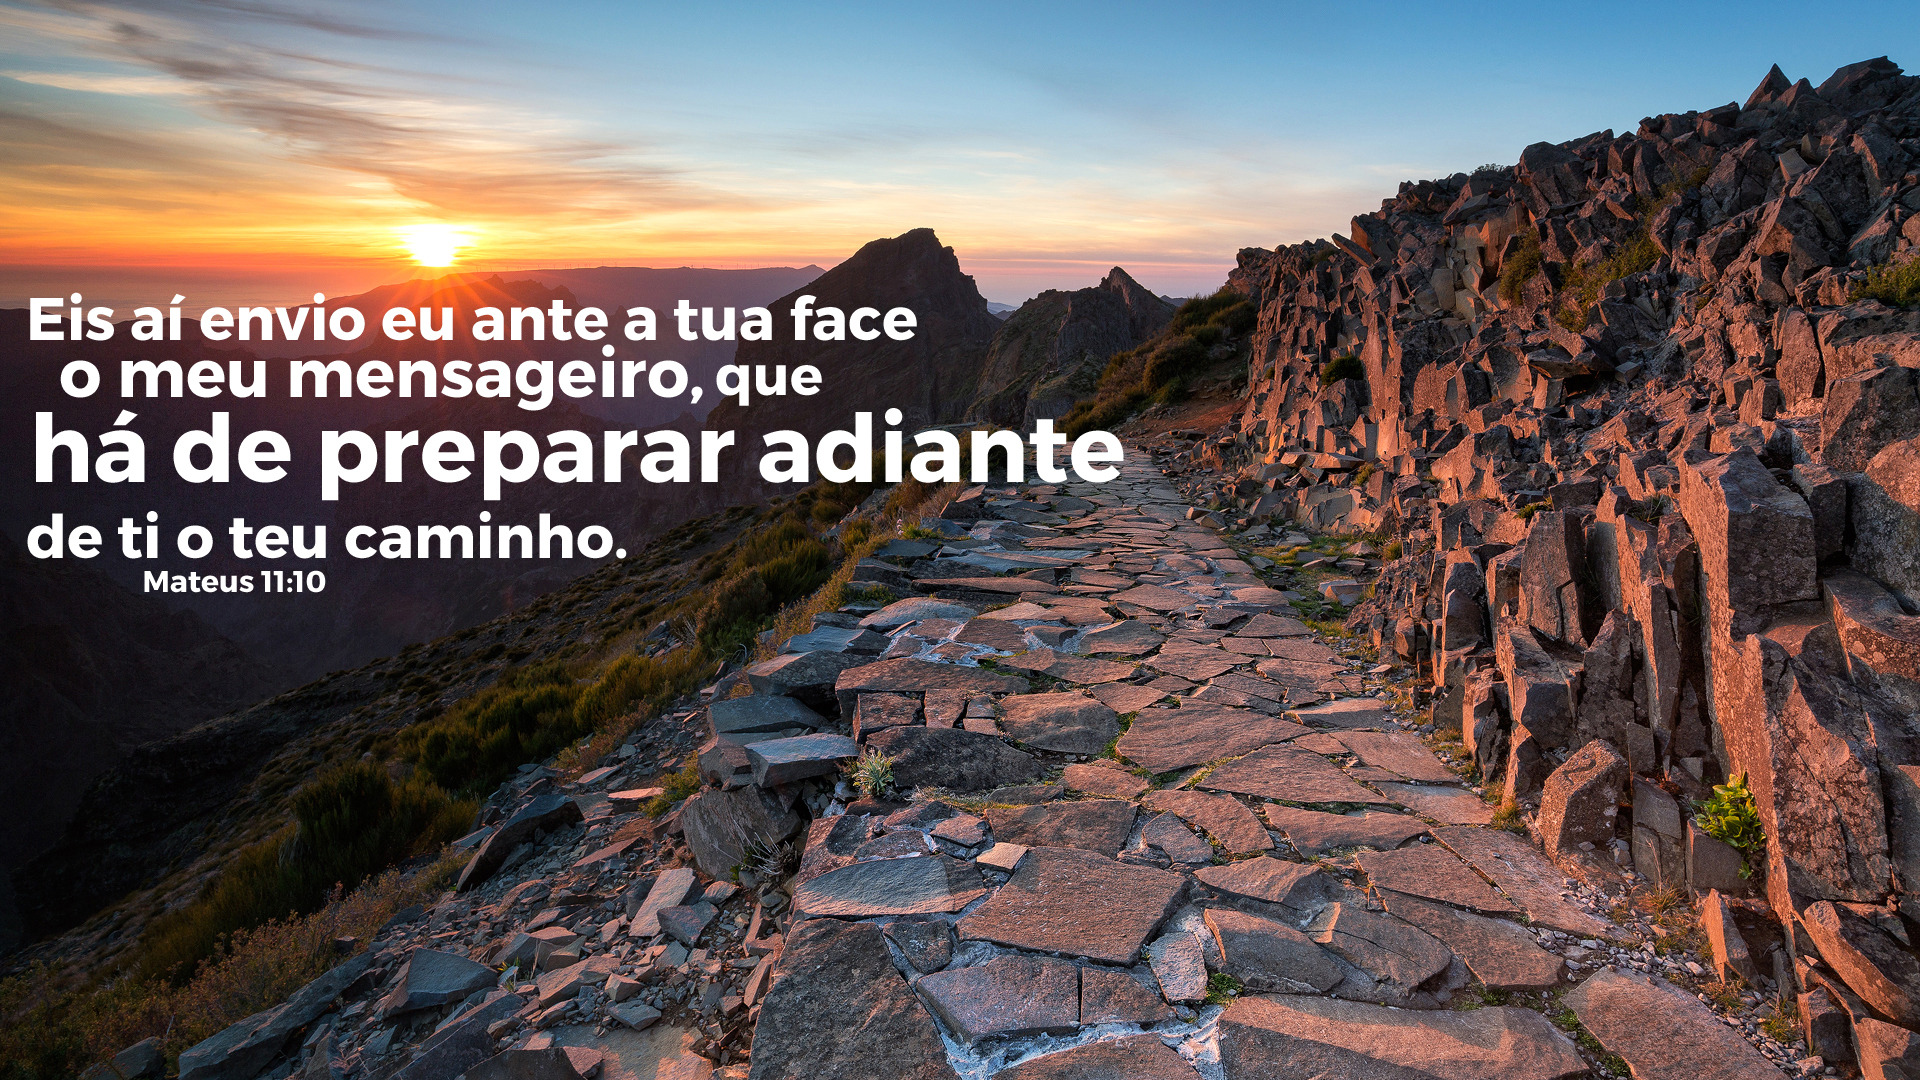 Eis aí envio eu ante a tua face
o meu mensageiro, que
há de preparar adiante
de ti o teu caminho.
Mateus 11:10